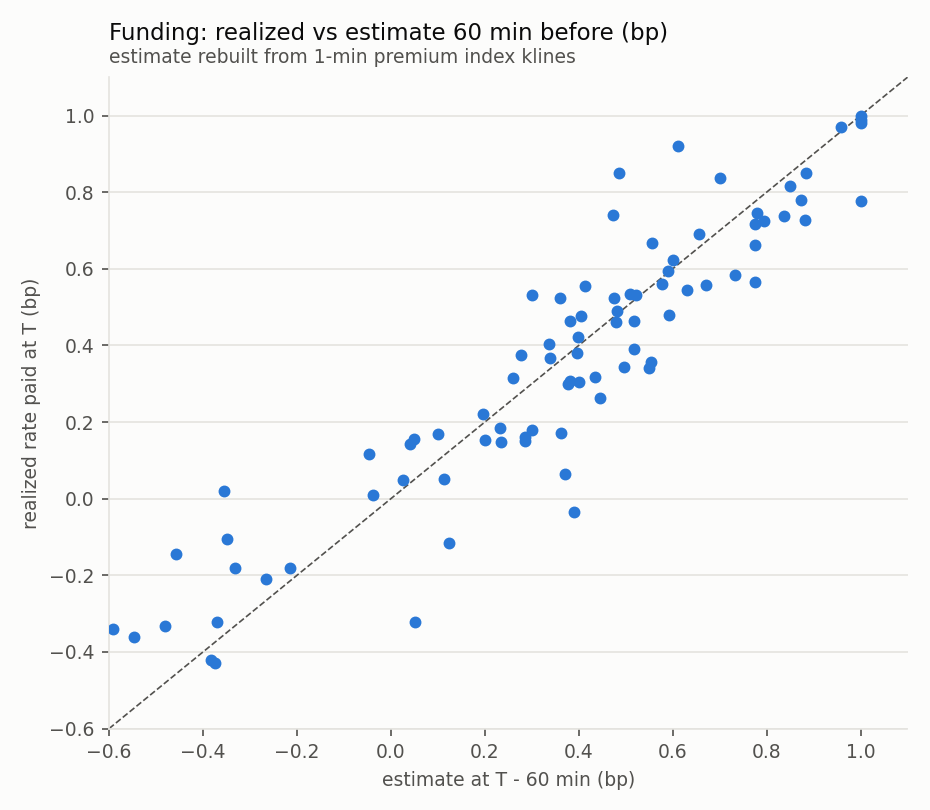 Funding: realized vs estimate 60 min before (bp)
estimate rebuilt from 1-min premium index klines
realized rate paid at T (bp)
1.0
0.8
0.6
0.4
0.2
0.0
−0.2
−0.4
−0.6
−0.6 −0.4 −0.2 0.0 0.2 0.4 0.6 0.8 1.0
estimate at T - 60 min (bp)